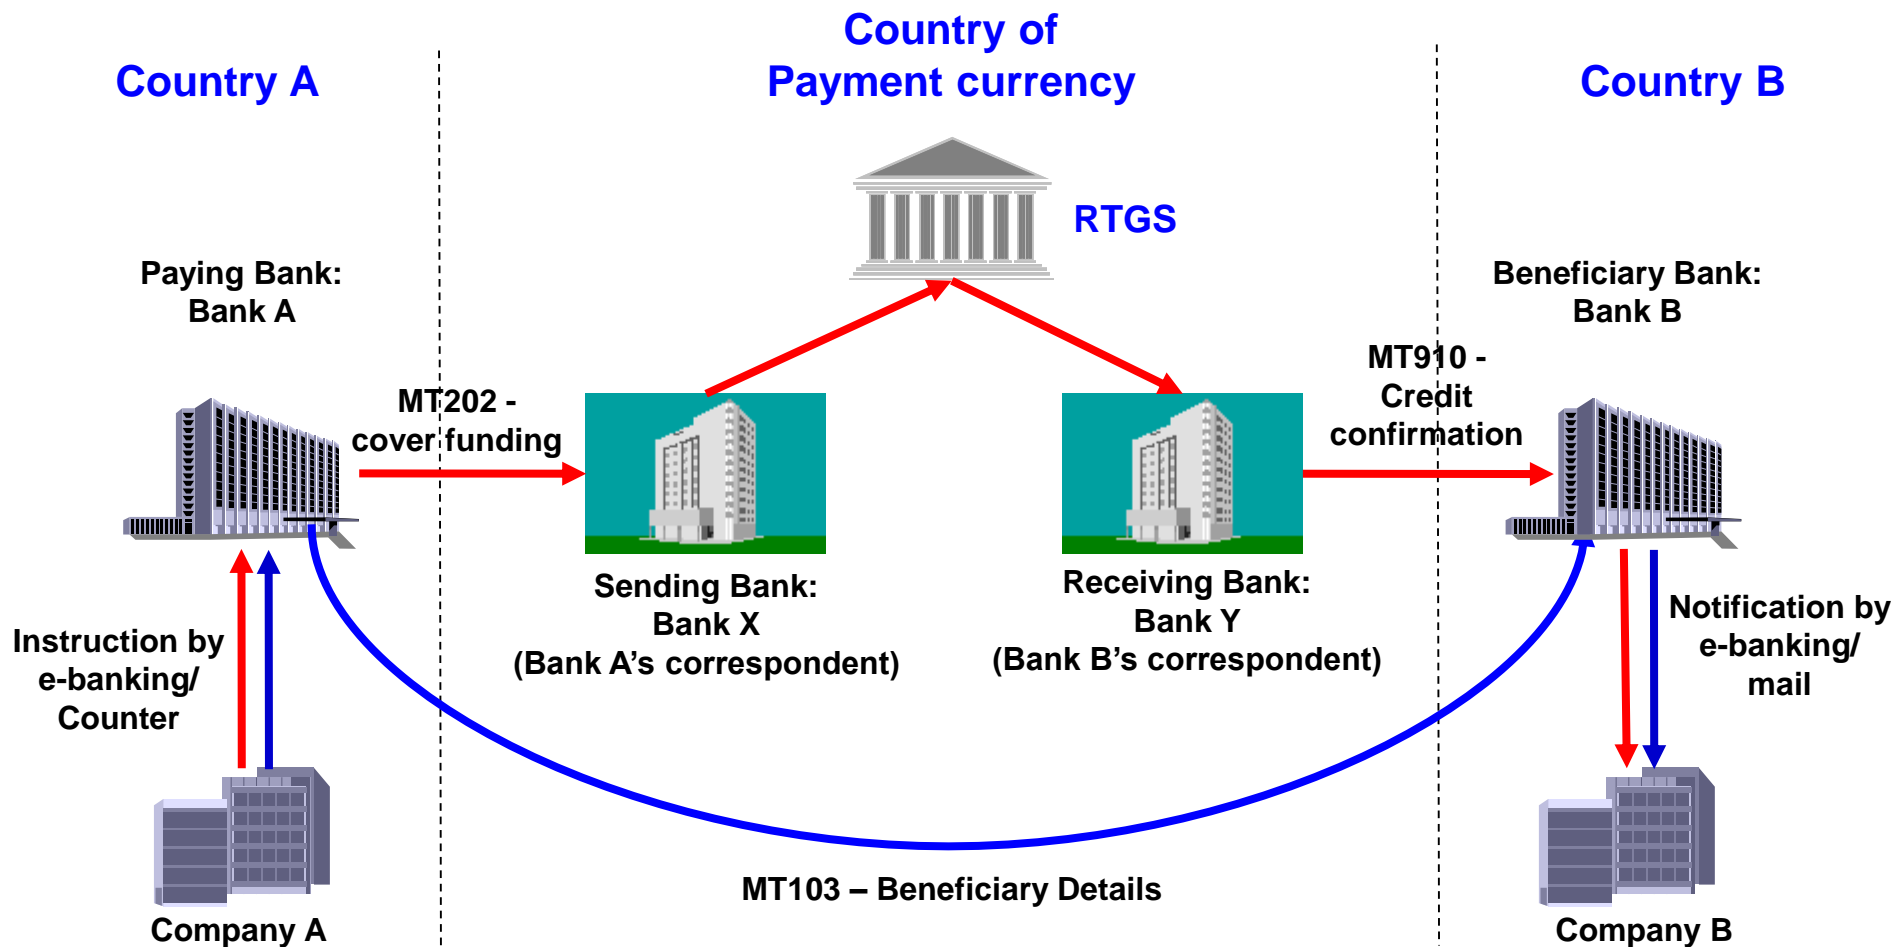 Country A
Country of
Payment currency
Country B
RTGS
Paying Bank:
Bank A
Beneficiary Bank:
Bank B
MT202 -
cover funding
MT910 -
Credit
confirmation
Sending Bank:
Bank X
(Bank A’s correspondent)
Receiving Bank:
Bank Y
(Bank B’s correspondent)
Instruction by
e-banking/
Counter
Notification by
e-banking/
mail
MT103 – Beneficiary Details
Company A
Company B